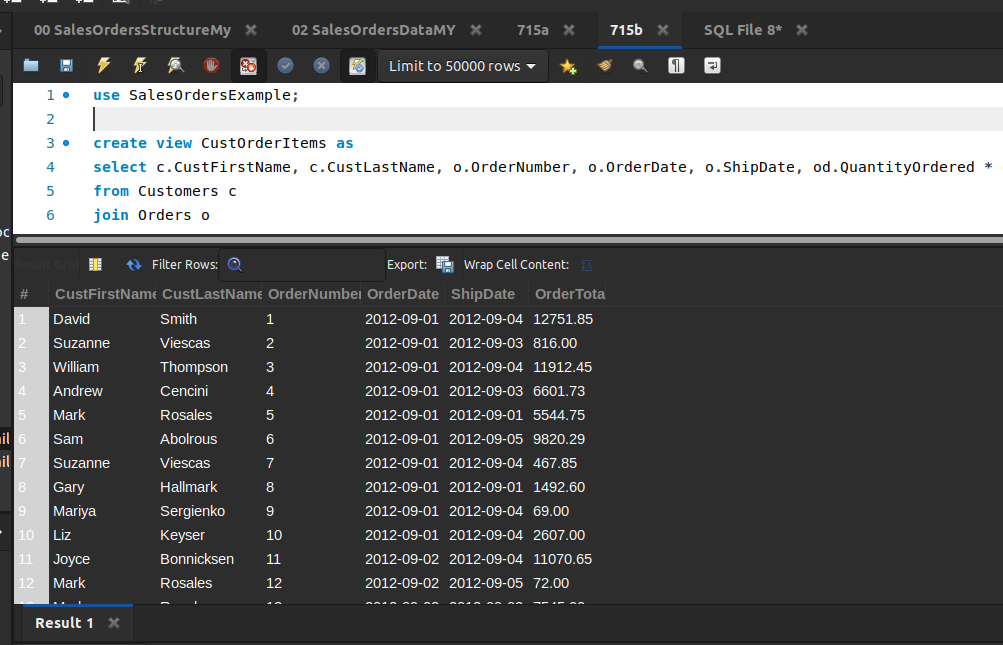 00 SalesOrdersStructureMy 02 SalesOrdersDataMY 715a 715b SQL File 8*
Limit to 50000 rows
1 use SalesOrdersExample;
2
3 create view CustOrderItems as
4 select c.CustFirstName, c.CustLastName, o.OrderNumber, o.OrderDate, o.ShipDate, od.QuantityOrdered *
5 from Customers c
6 join Orders o
Result Grid Filter Rows: Export: Wrap Cell Content:
# CustFirstName CustLastName OrderNumber OrderDate ShipDate OrderTota
1 David Smith 1 2012-09-01 2012-09-04 12751.85
2 Suzanne Viescas 2 2012-09-01 2012-09-03 816.00
3 William Thompson 3 2012-09-01 2012-09-04 11912.45
4 Andrew Cencini 4 2012-09-01 2012-09-03 6601.73
5 Mark Rosales 5 2012-09-01 2012-09-01 5544.75
6 Sam Abolrous 6 2012-09-01 2012-09-05 9820.29
7 Suzanne Viescas 7 2012-09-01 2012-09-04 467.85
8 Gary Hallmark 8 2012-09-01 2012-09-01 1492.60
9 Mariya Sergienko 9 2012-09-01 2012-09-04 69.00
10 Liz Keyser 10 2012-09-01 2012-09-04 2607.00
11 Joyce Bonnicksen 11 2012-09-02 2012-09-04 11070.65
12 Mark Rosales 12 2012-09-02 2012-09-05 72.00
Result 1